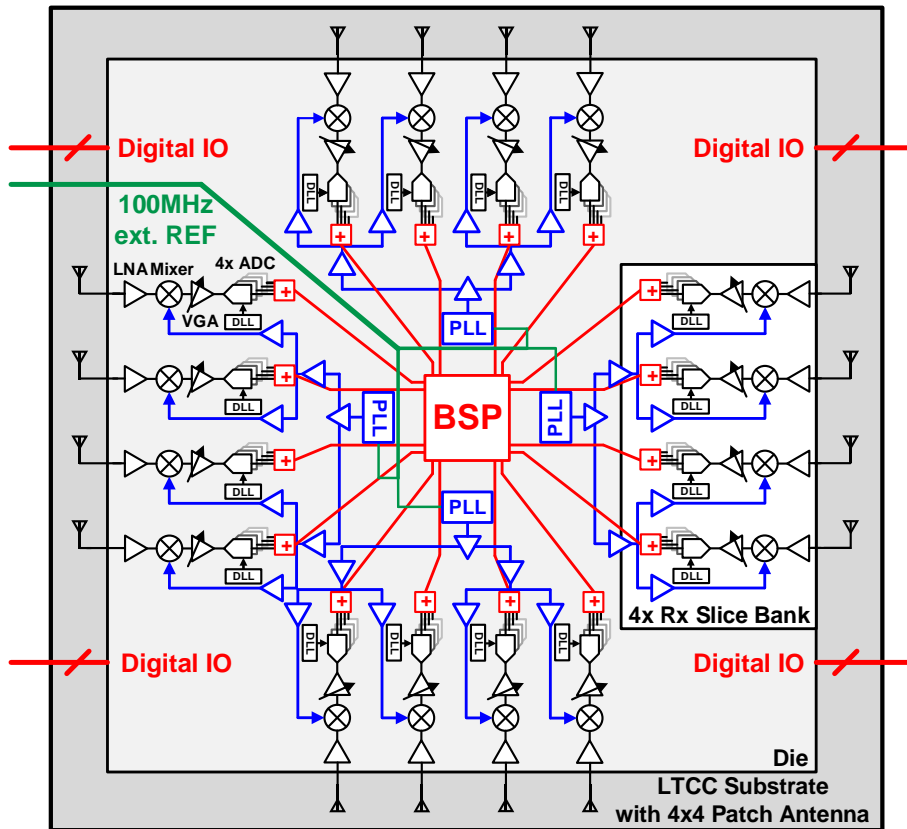 DLL
DLL
DLL
DLL
Digital IO
Digital IO
100MHz
ext. REF
+
+
+
+
LNA Mixer
4x ADC
+
+
VGA
DLL
DLL
PLL
+
+
DLL
DLL
PLL
BSP
PLL
+
+
DLL
DLL
PLL
+
+
DLL
DLL
4x Rx Slice Bank
+
+
+
+
DLL
DLL
DLL
DLL
Digital IO
Digital IO
Die
LTCC Substrate
with 4x4 Patch Antenna